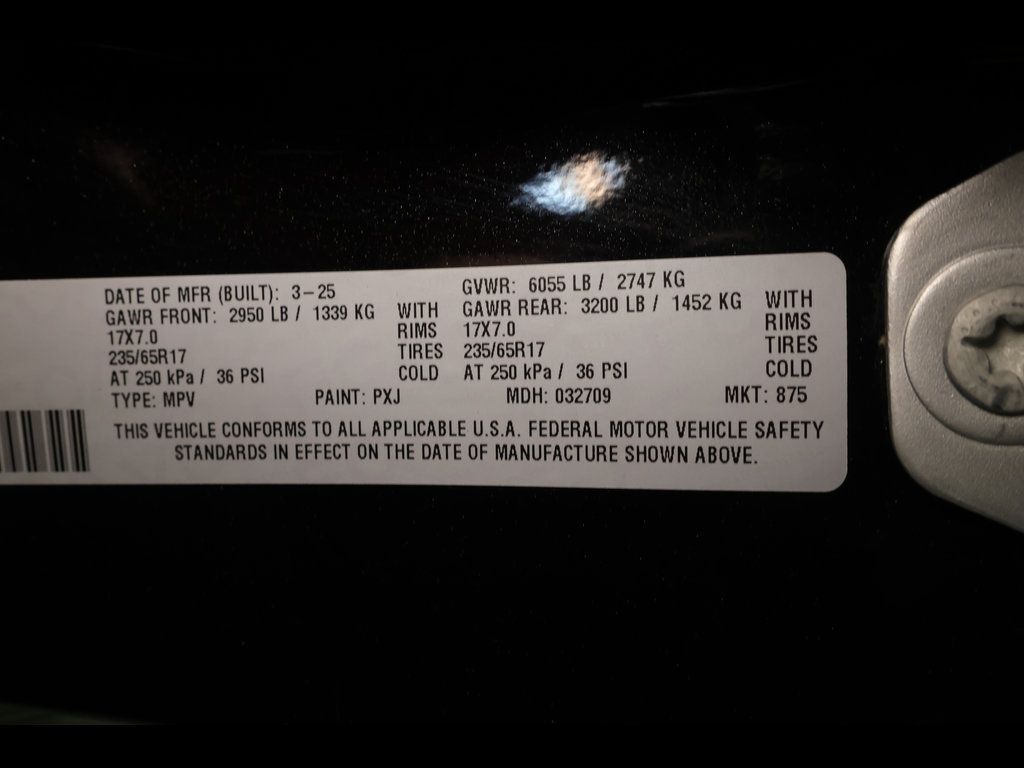 DATE OF MFR (BUILT): 3-25 GVWR: 6055 LB / 2747 KG
GAWR FRONT: 2950 LB / 1339 KG WITH GAWR REAR: 3200 LB / 1452 KG WITH
17X7.0 RIMS 17X7.0 RIMS
235/65R17 TIRES 235/65R17 TIRES
AT 250 kPa / 36 PSI COLD AT 250 kPa / 36 PSI COLD
TYPE: MPV PAINT: PXJ MDH: 032709 MKT: 875
THIS VEHICLE CONFORMS TO ALL APPLICABLE U.S.A. FEDERAL MOTOR VEHICLE SAFETY
STANDARDS IN EFFECT ON THE DATE OF MANUFACTURE SHOWN ABOVE.